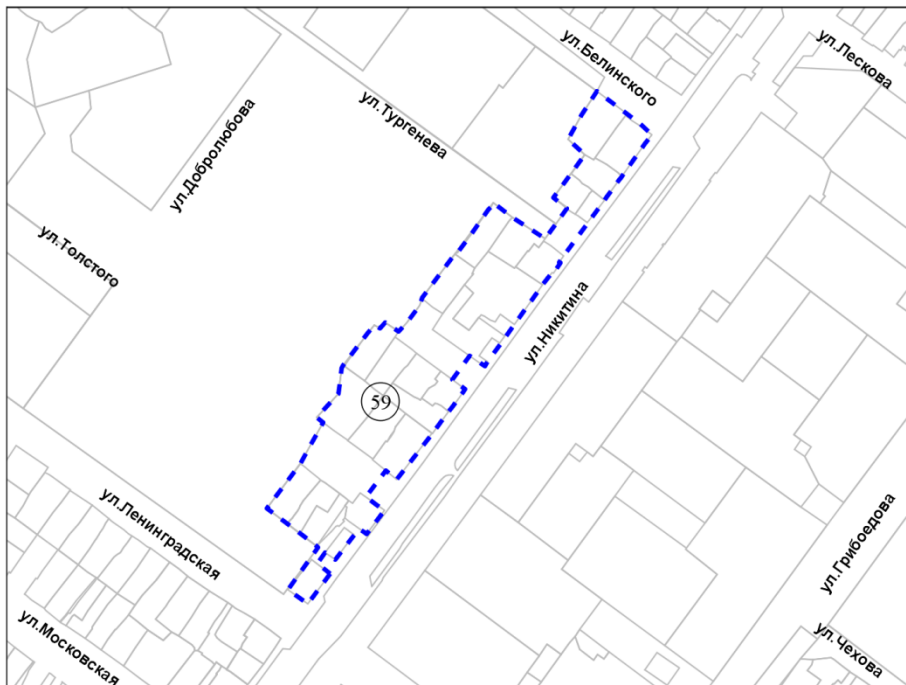 ул.Белинского
ул.Лескова
ул.Тургенева
ул.Добролюбова
ул.Толстого
ул.Никитина
59
ул.Ленинградская
ул.Грибоедова
ул.Московская
ул.Чехова